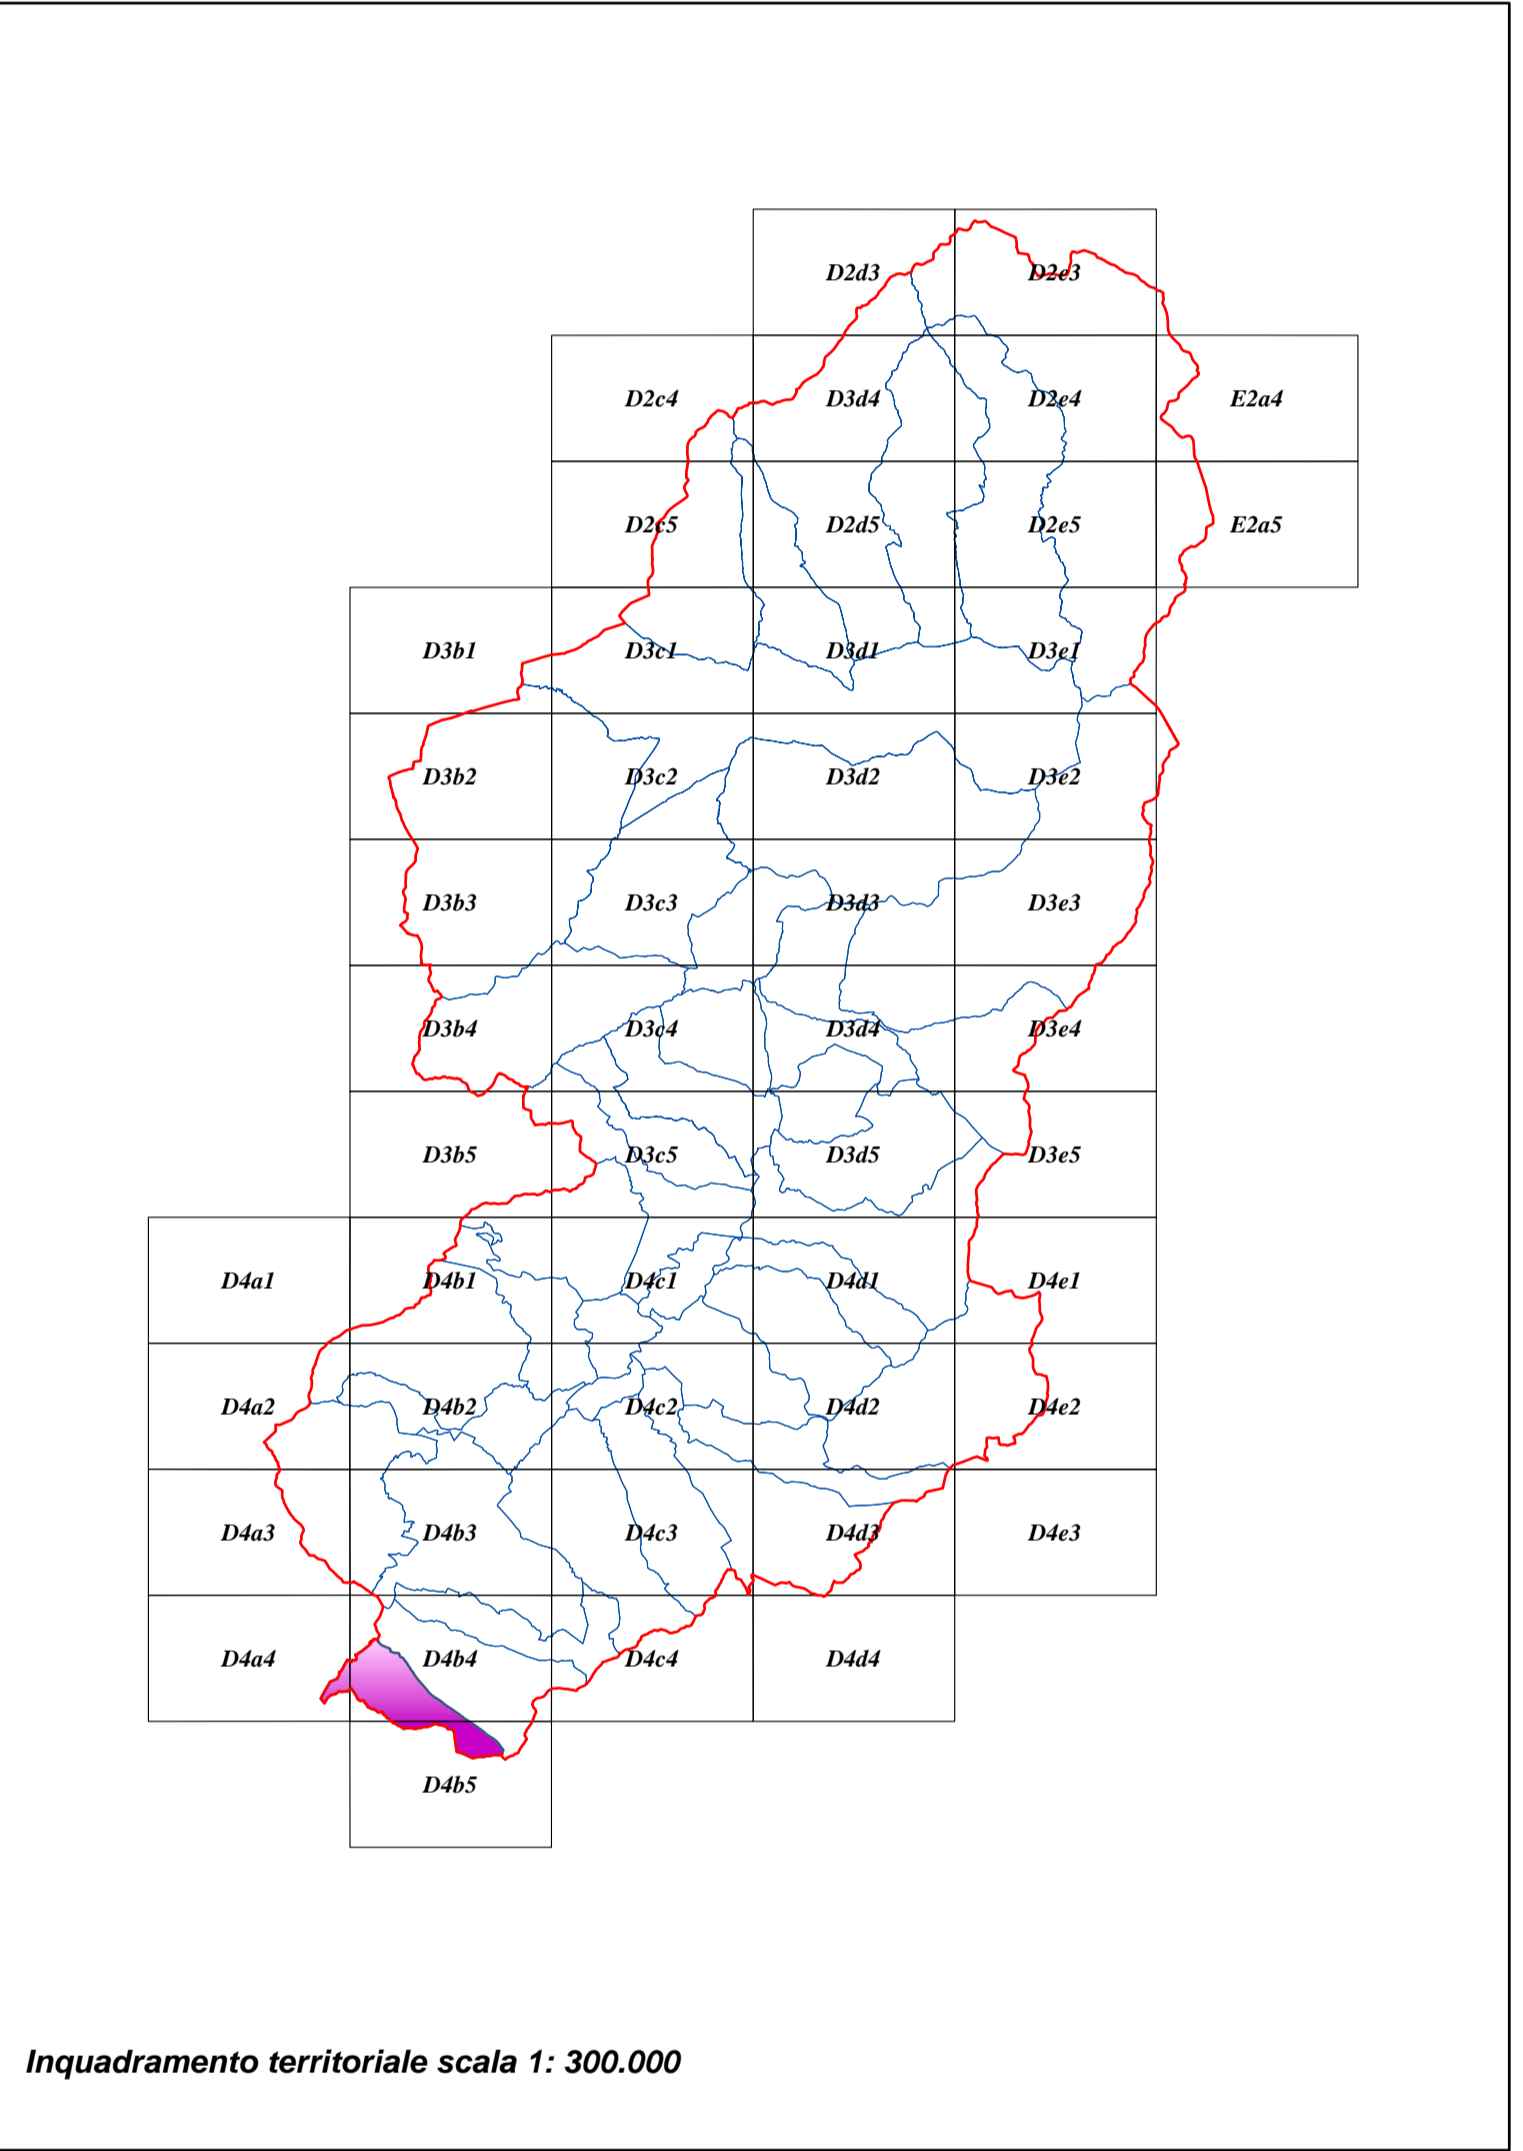 D2d3 D2e3
D2c4 D3d4 D2e4 E2a4
D2c5 D2d5 D2e5 E2a5
D3b1 D3c1 D3d1 D3e1
D3b2 D3c2 D3d2 D3e2
D3b3 D3c3 D3d3 D3e3
D3b4 D3c4 D3d4 D3e4
D3b5 D3c5 D3d5 D3e5
D4a1 D4b1 D4c1 D4d1 D4e1
D4a2 D4b2 D4c2 D4d2 D4e2
D4a3 D4b3 D4c3 D4d3 D4e3
D4a4 D4b4 D4c4 D4d4
D4b5
Inquadramento territoriale scala 1: 300.000